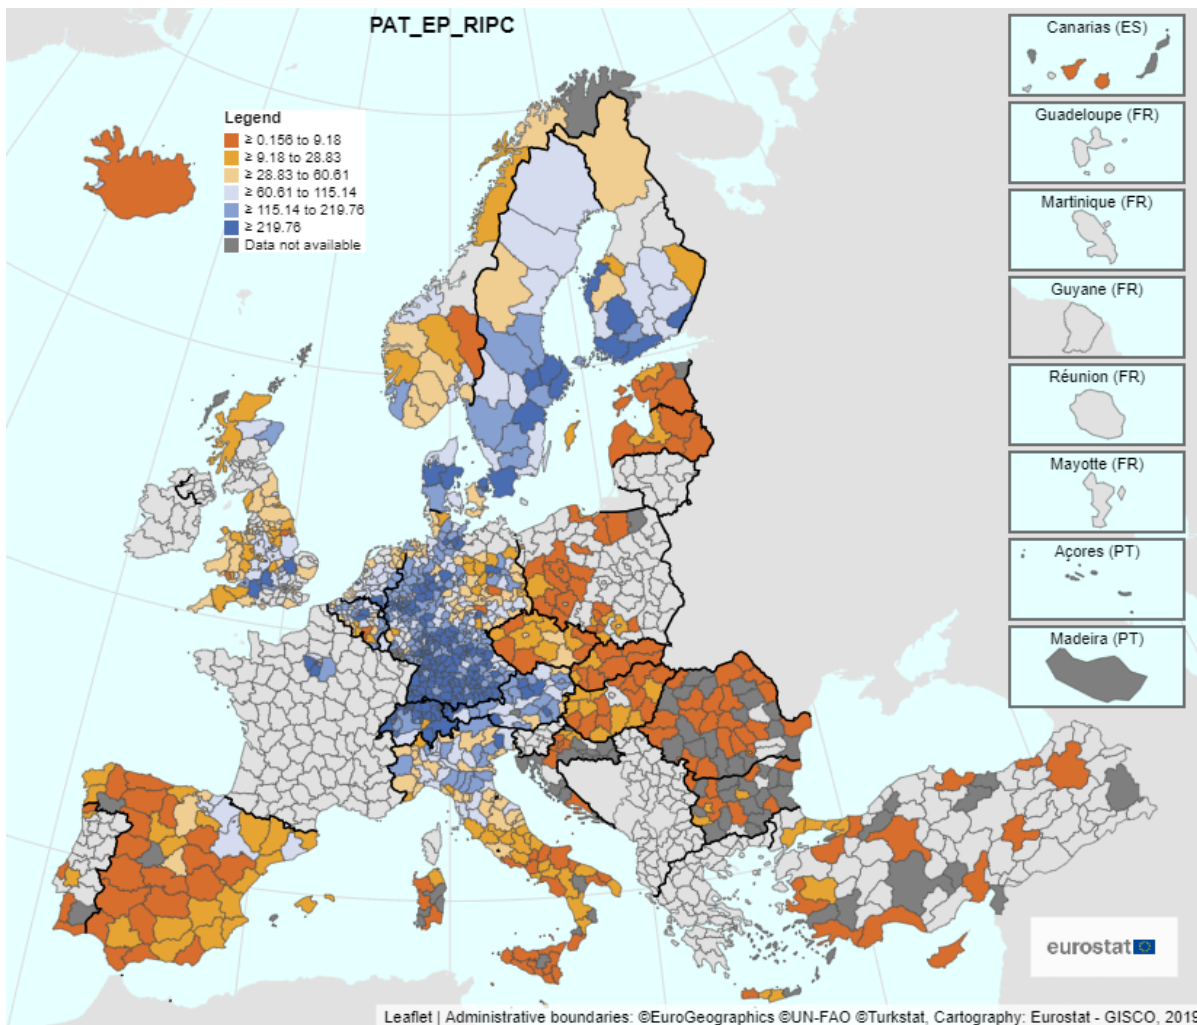 PAT_EP_RIPC
Legend
≥ 0.156 to 9.18
≥ 9.18 to 28.83
≥ 28.83 to 60.61
≥ 60.61 to 115.14
≥ 115.14 to 219.76
≥ 219.76
Data not available
Canarias (ES)
Guadeloupe (FR)
Martinique (FR)
Guyane (FR)
Réunion (FR)
Mayotte (FR)
Açores (PT)
Madeira (PT)
eurostat
Leaflet | Administrative boundaries: ©EuroGeographics ©UN-FAO ©Turkstat, Cartography: Eurostat - GISCO, 2019